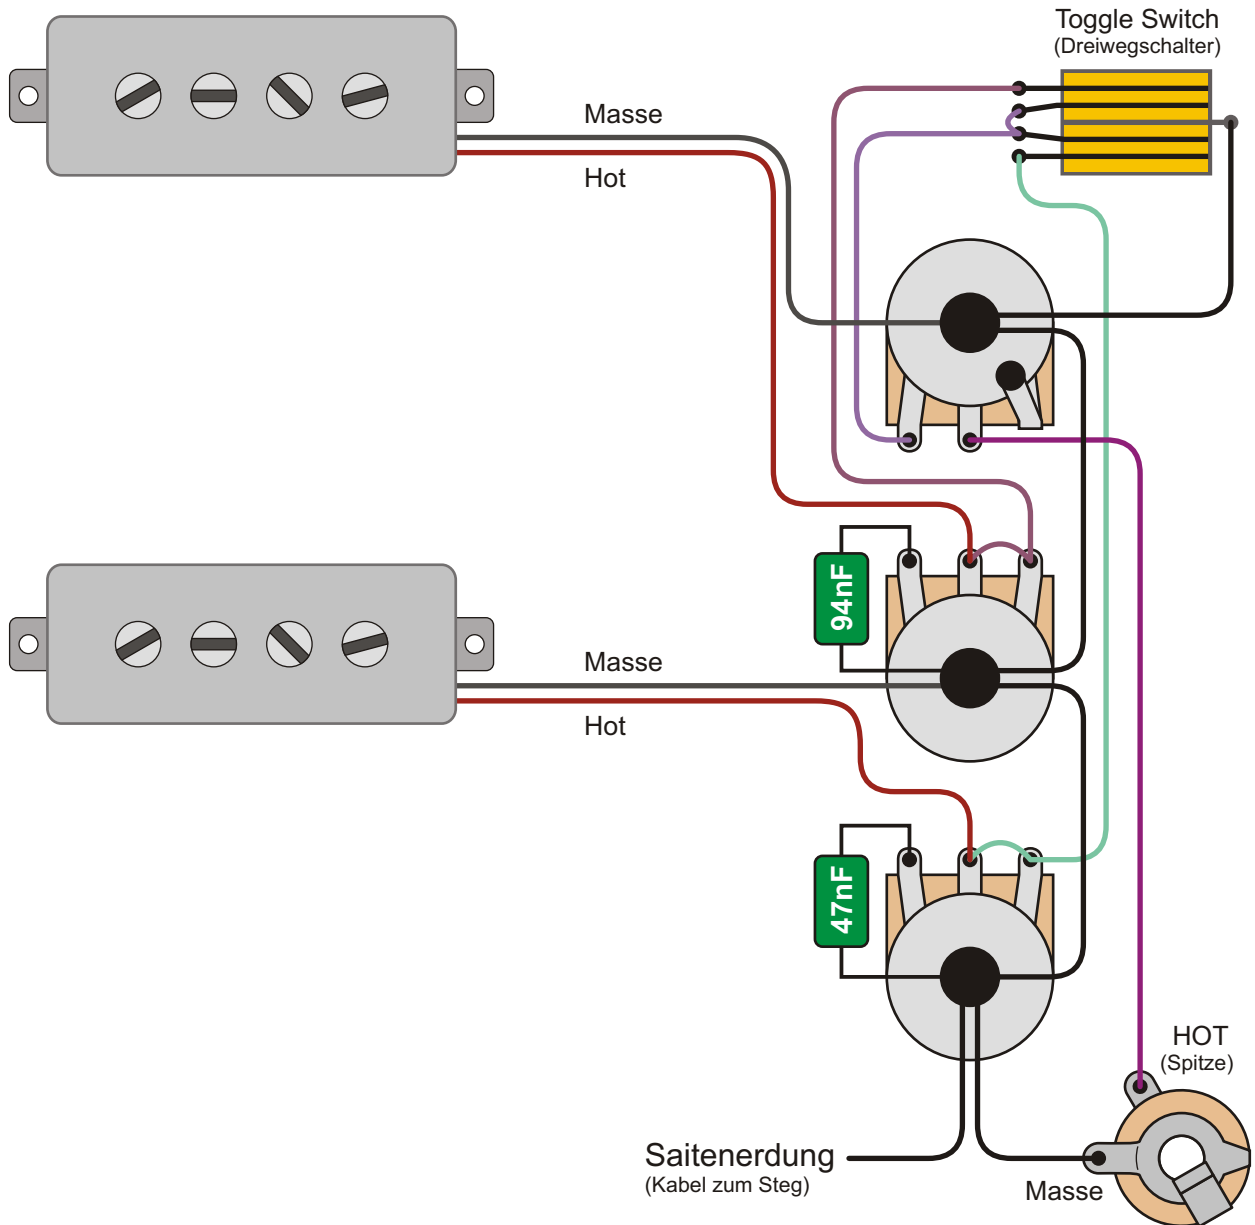 Toggle Switch
(Dreiwegschalter)
Masse
Hot
94nF
Masse
Hot
47nF
HOT
(Spitze)
Saitenerdung
(Kabel zum Steg)
Masse